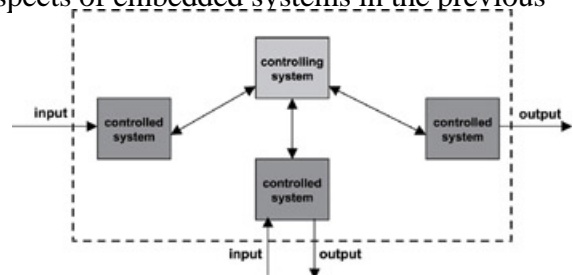 spects of embedded systems in the previous
controlling
system
input
controlled
system
controlled
system
output
controlled
system
input
output